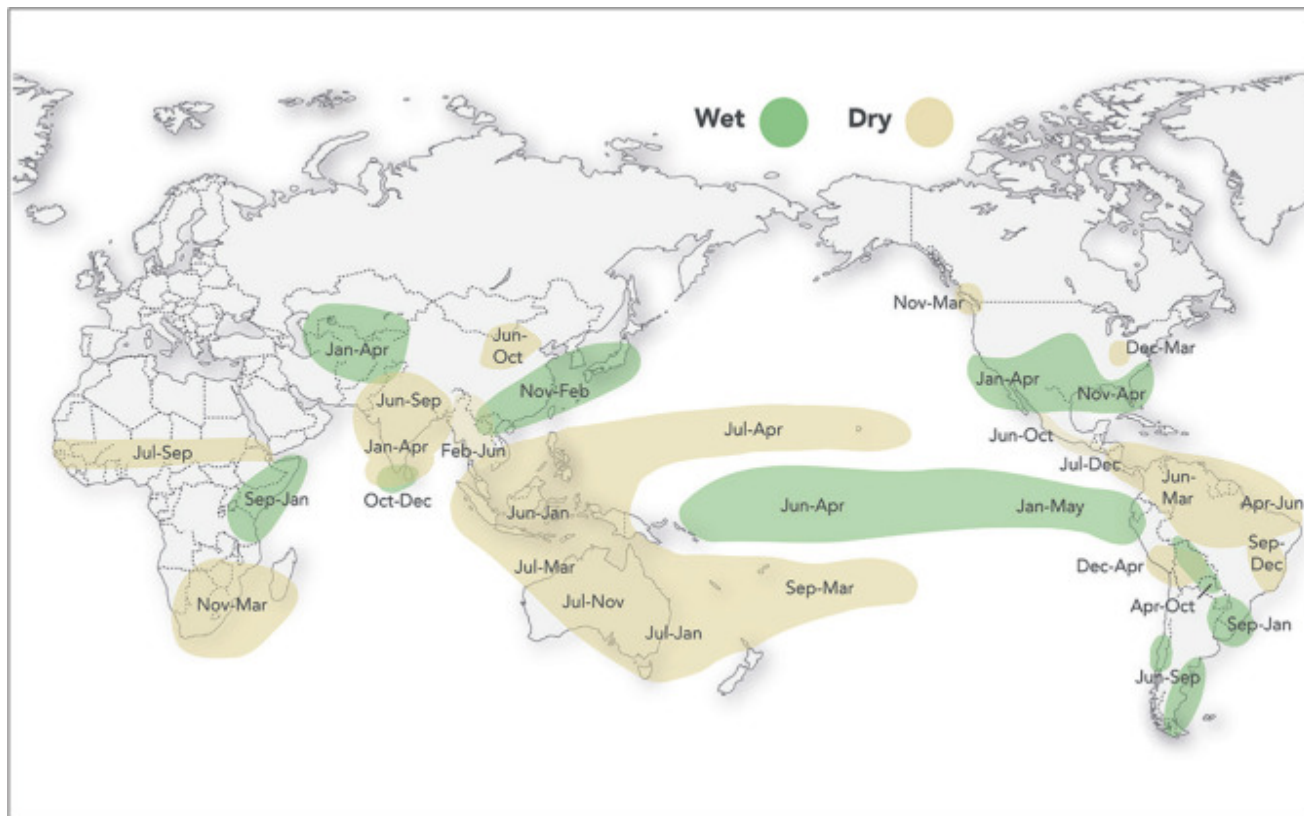 Wet Dry
Nov-Mar
Jun-
Oct
Dec-Mar
Jan-Apr
Jan-Apr
Nov-Feb
Nov-Apr
Jun-Sep
Jun-Oct
Jul-Apr
Jul-Sep
Jan-Apr
Feb-Jun
Jul-Dec
Jun-
Mar
Sep-Jan
Oct-Dec
Jun-Jan
Jun-Apr
Jan-May
Apr-Jun
Sep-
Dec
Jul-Mar
Dec-Apr
Sep-Mar
Nov-Mar
Jul-Nov
Apr-Oct
Sep-Jan
Jul-Jan
Jun-Sep